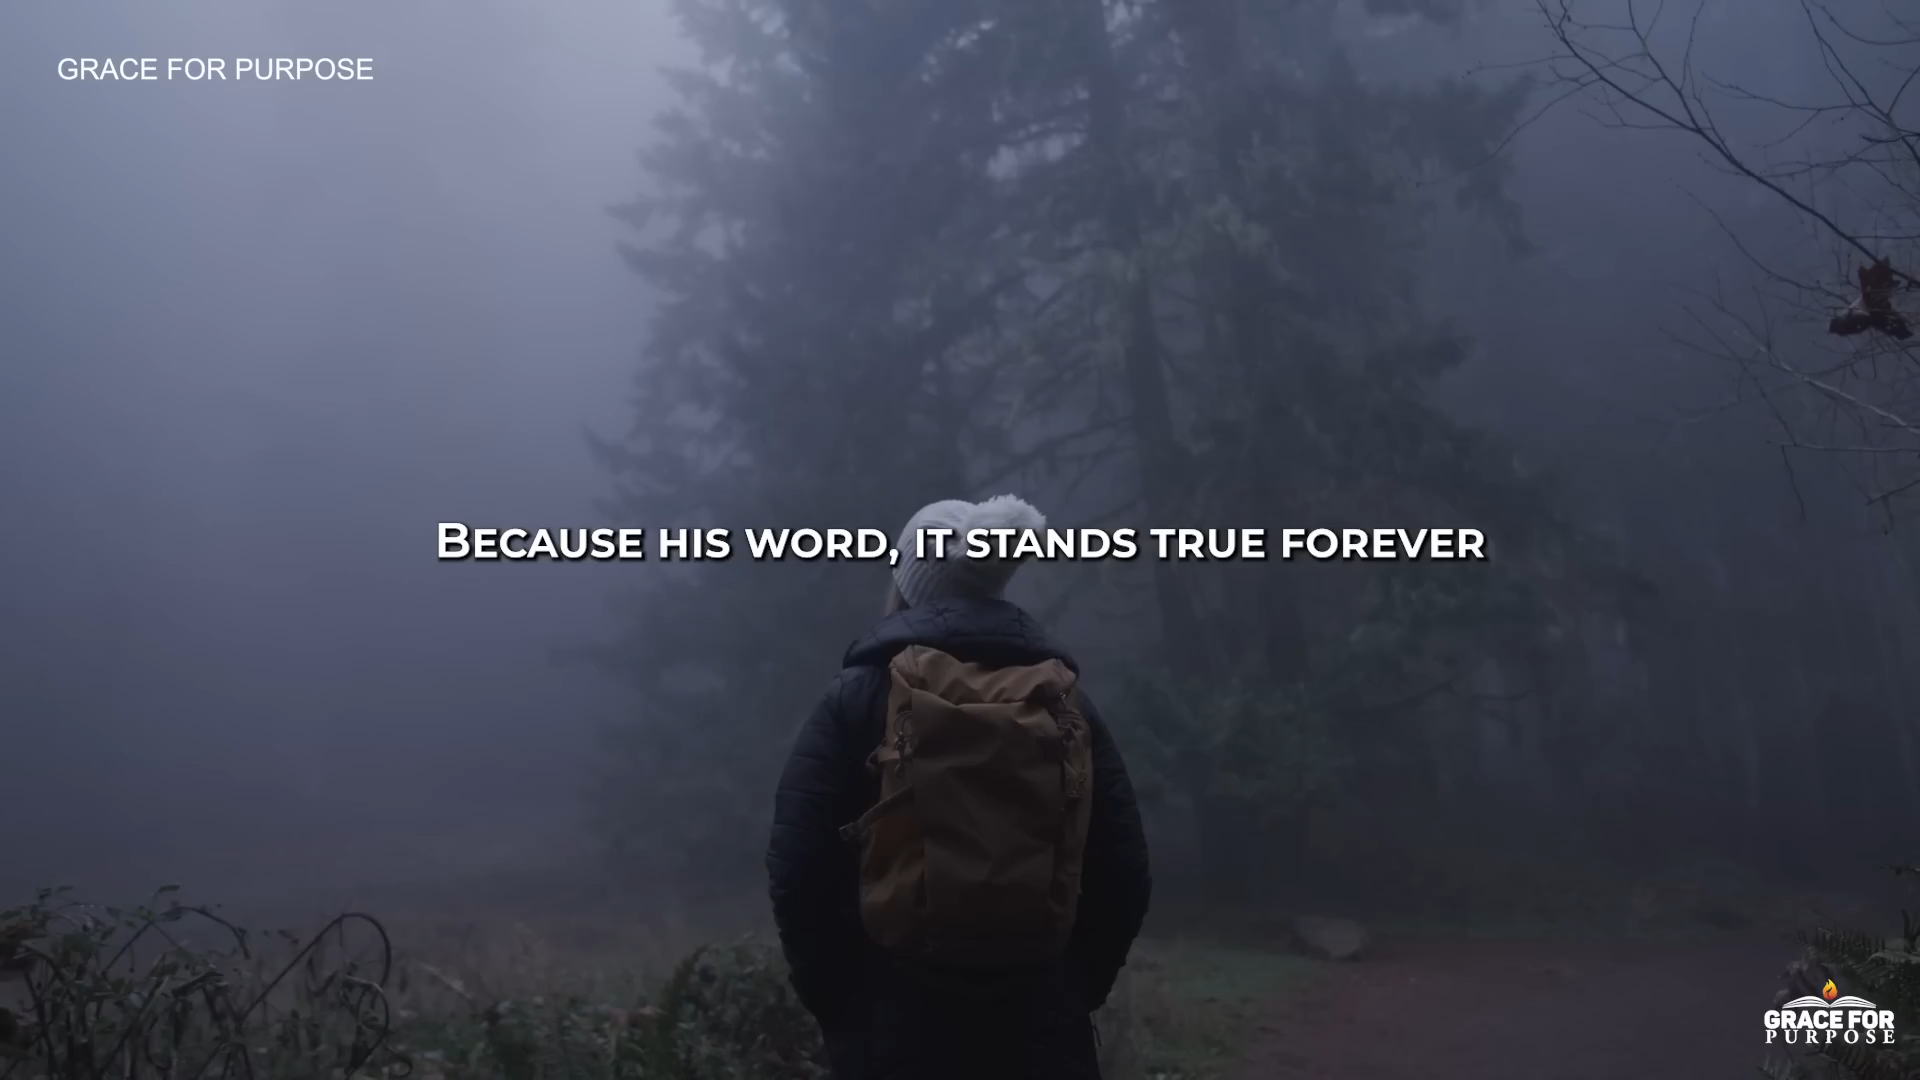 GRACE FOR PURPOSE
Because his word, it stands true forever
GRACE FOR
PURPOSE